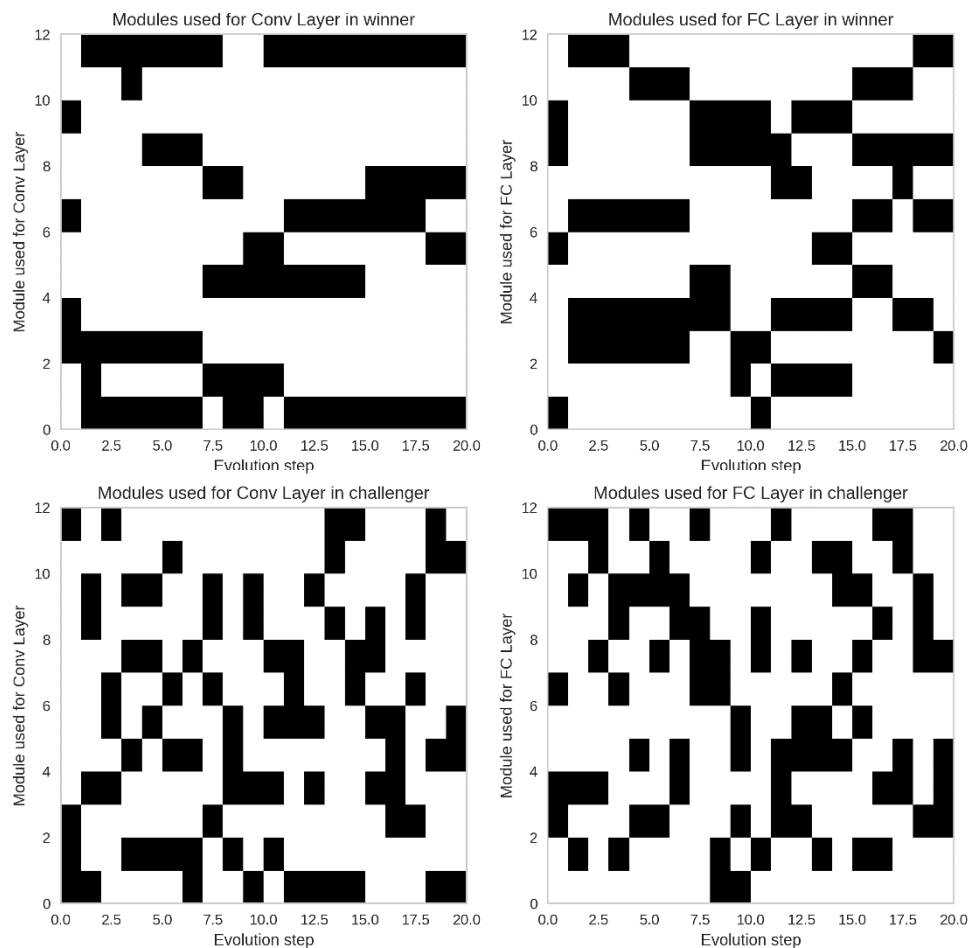 Modules used for Conv Layer in winner
Module used for Conv Layer
12
10
8
6
4
2
0
0.0 2.5 5.0 7.5 10.0 12.5 15.0 17.5 20.0
Evolution step
Modules used for FC Layer in winner
Module used for FC Layer
12
10
8
6
4
2
0
0.0 2.5 5.0 7.5 10.0 12.5 15.0 17.5 20.0
Evolution step
Modules used for Conv Layer in challenger
Module used for Conv Layer
12
10
8
6
4
2
0
0.0 2.5 5.0 7.5 10.0 12.5 15.0 17.5 20.0
Evolution step
Modules used for FC Layer in challenger
Module used for FC Layer
12
10
8
6
4
2
0
0.0 2.5 5.0 7.5 10.0 12.5 15.0 17.5 20.0
Evolution step